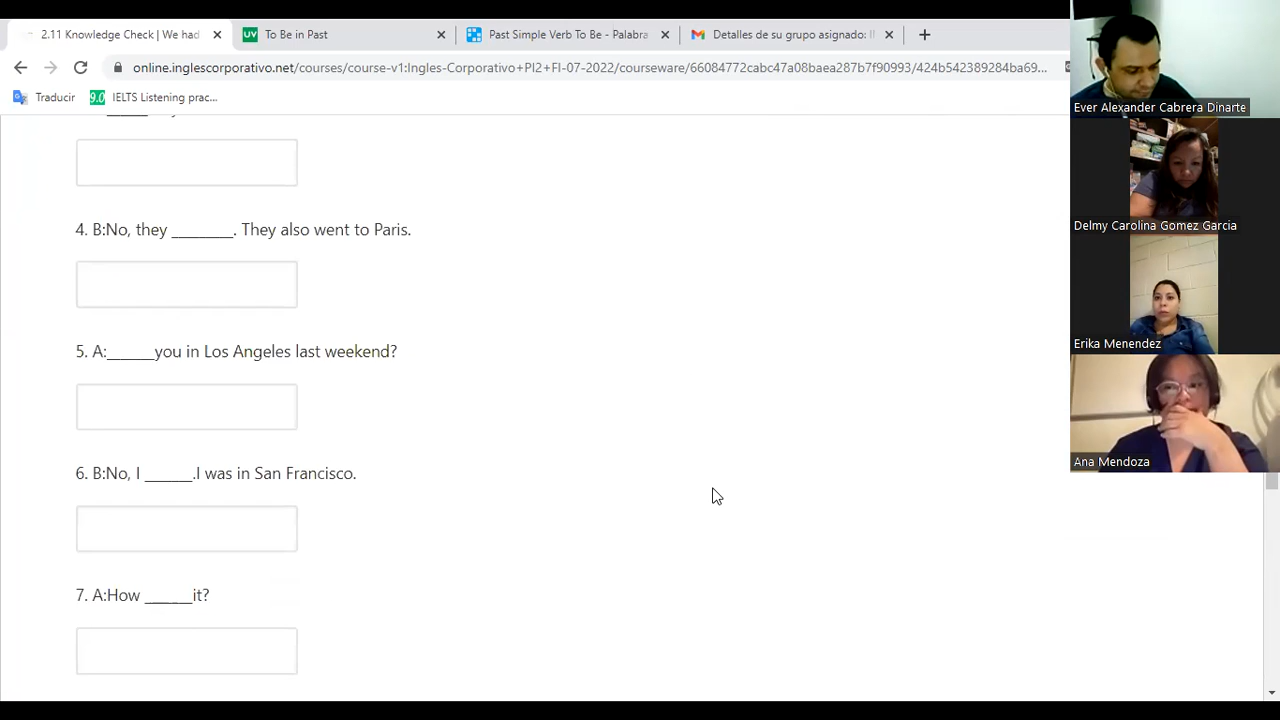 2.11 Knowledge Check | We had
To Be in Past
Past Simple Verb To Be - Palabra
Detalles de su grupo asignado: I
online.inglescorporativo.net/courses/course-v1:Ingles-Corporativo+PI2+FI-07-2022/courseware/66084772cabc47a08baea287b7f90993/424b542389284ba69...
Traducir
9.0 IELTS Listening prac...
4. B:No, they ________. They also went to Paris.
5. A:______you in Los Angeles last weekend?
6. B:No, I ______.I was in San Francisco.
7. A:How ______it?
Ever Alexander Cabrera Dinarte
Delmy Carolina Gomez Garcia
Erika Menendez
Ana Mendoza